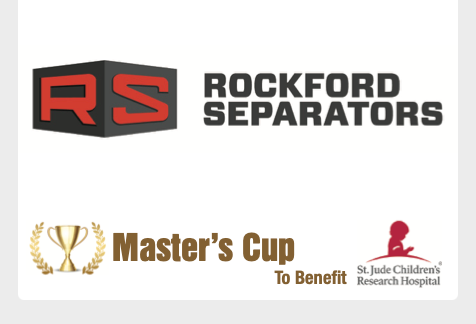 RS
ROCKFORD
SEPARATORS
Master's Cup
To Benefit
St. Jude Children's
Research Hospital®